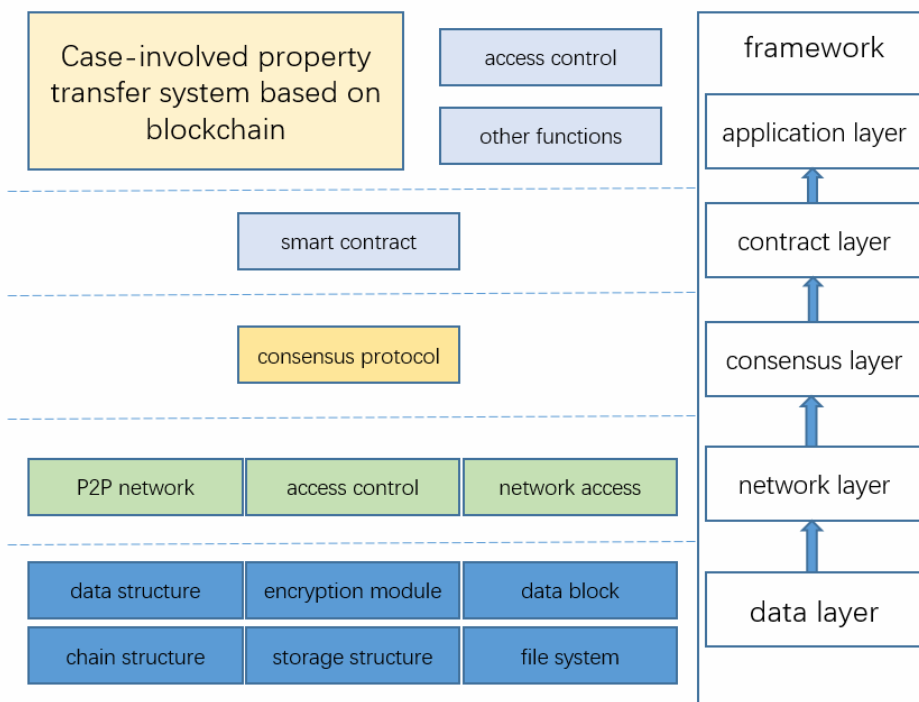 Case-involved property
transfer system based on
blockchain
access control
other functions
smart contract
consensus protocol
P2P network
access control
network access
data structure
encryption module
data block
chain structure
storage structure
file system
framework
application layer
contract layer
consensus layer
network layer
data layer